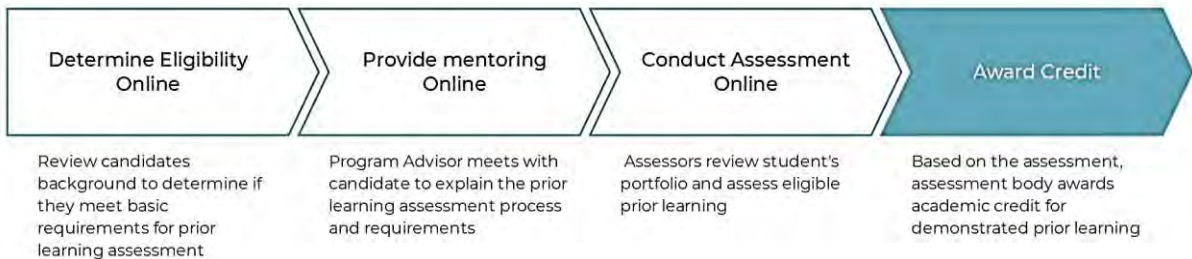 Determine Eligibility
Online
Provide mentoring
Online
Conduct Assessment
Online
Award Credit
Review candidates
background to determine if
they meet basic
requirements for prior
learning assessment
Program Advisor meets with
candidate to explain the prior
learning assessment process
and requirements
Assessors review student's
portfolio and assess eligible
prior learning
Based on the assessment,
assessment body awards
academic credit for
demonstrated prior learning